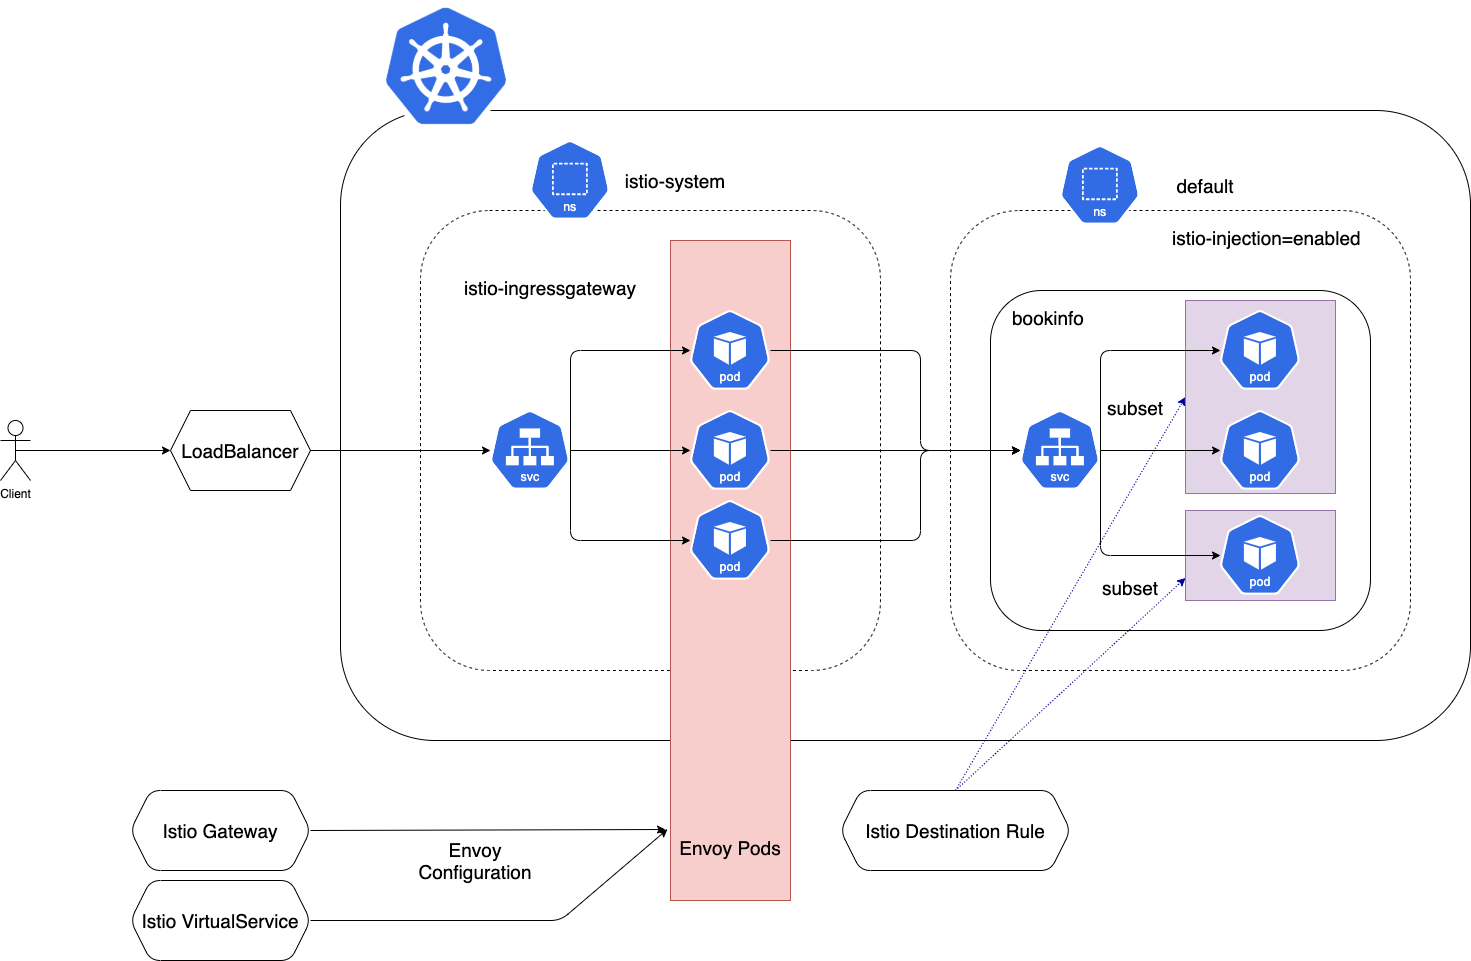 ns
istio-system
ns
default
istio-injection=enabled
istio-ingressgateway
bookinfo
pod
pod
subset
LoadBalancer
svc
pod
svc
pod
Client
pod
pod
subset
Istio Gateway
Envoy
Configuration
Envoy Pods
Istio Destination Rule
Istio VirtualService